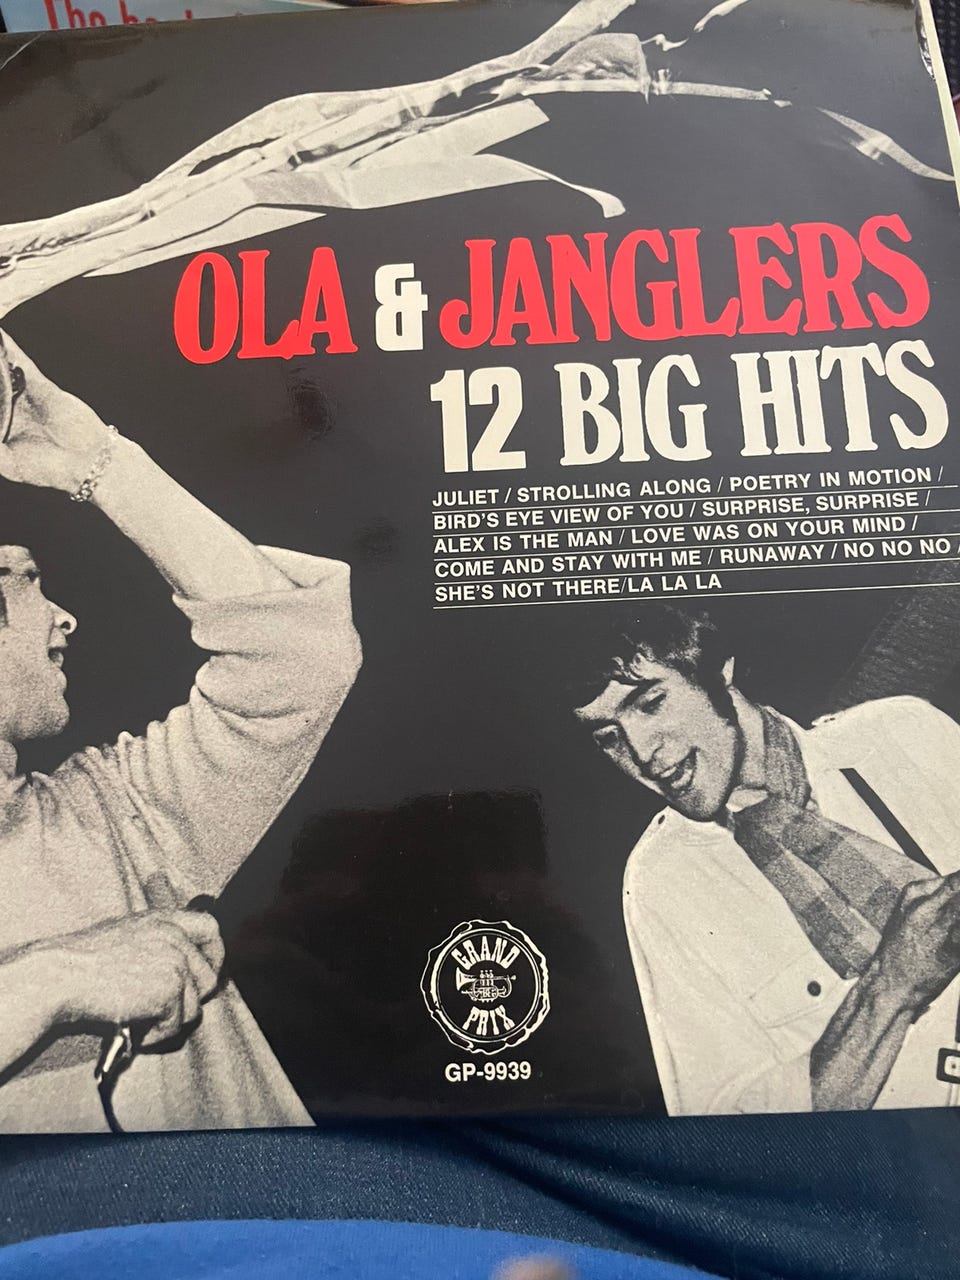 The
OLA & JANGLERS
12 BIG HITS
JULIET / STROLLING ALONG / POETRY IN MOTION /
BIRD'S EYE VIEW OF YOU / SURPRISE, SURPRISE /
ALEX IS THE MAN / LOVE WAS ON YOUR MIND /
COME AND STAY WITH ME / RUNAWAY / NO NO NO /
SHE'S NOT THERE/LA LA LA
GRAND
PRIX
GP-9939